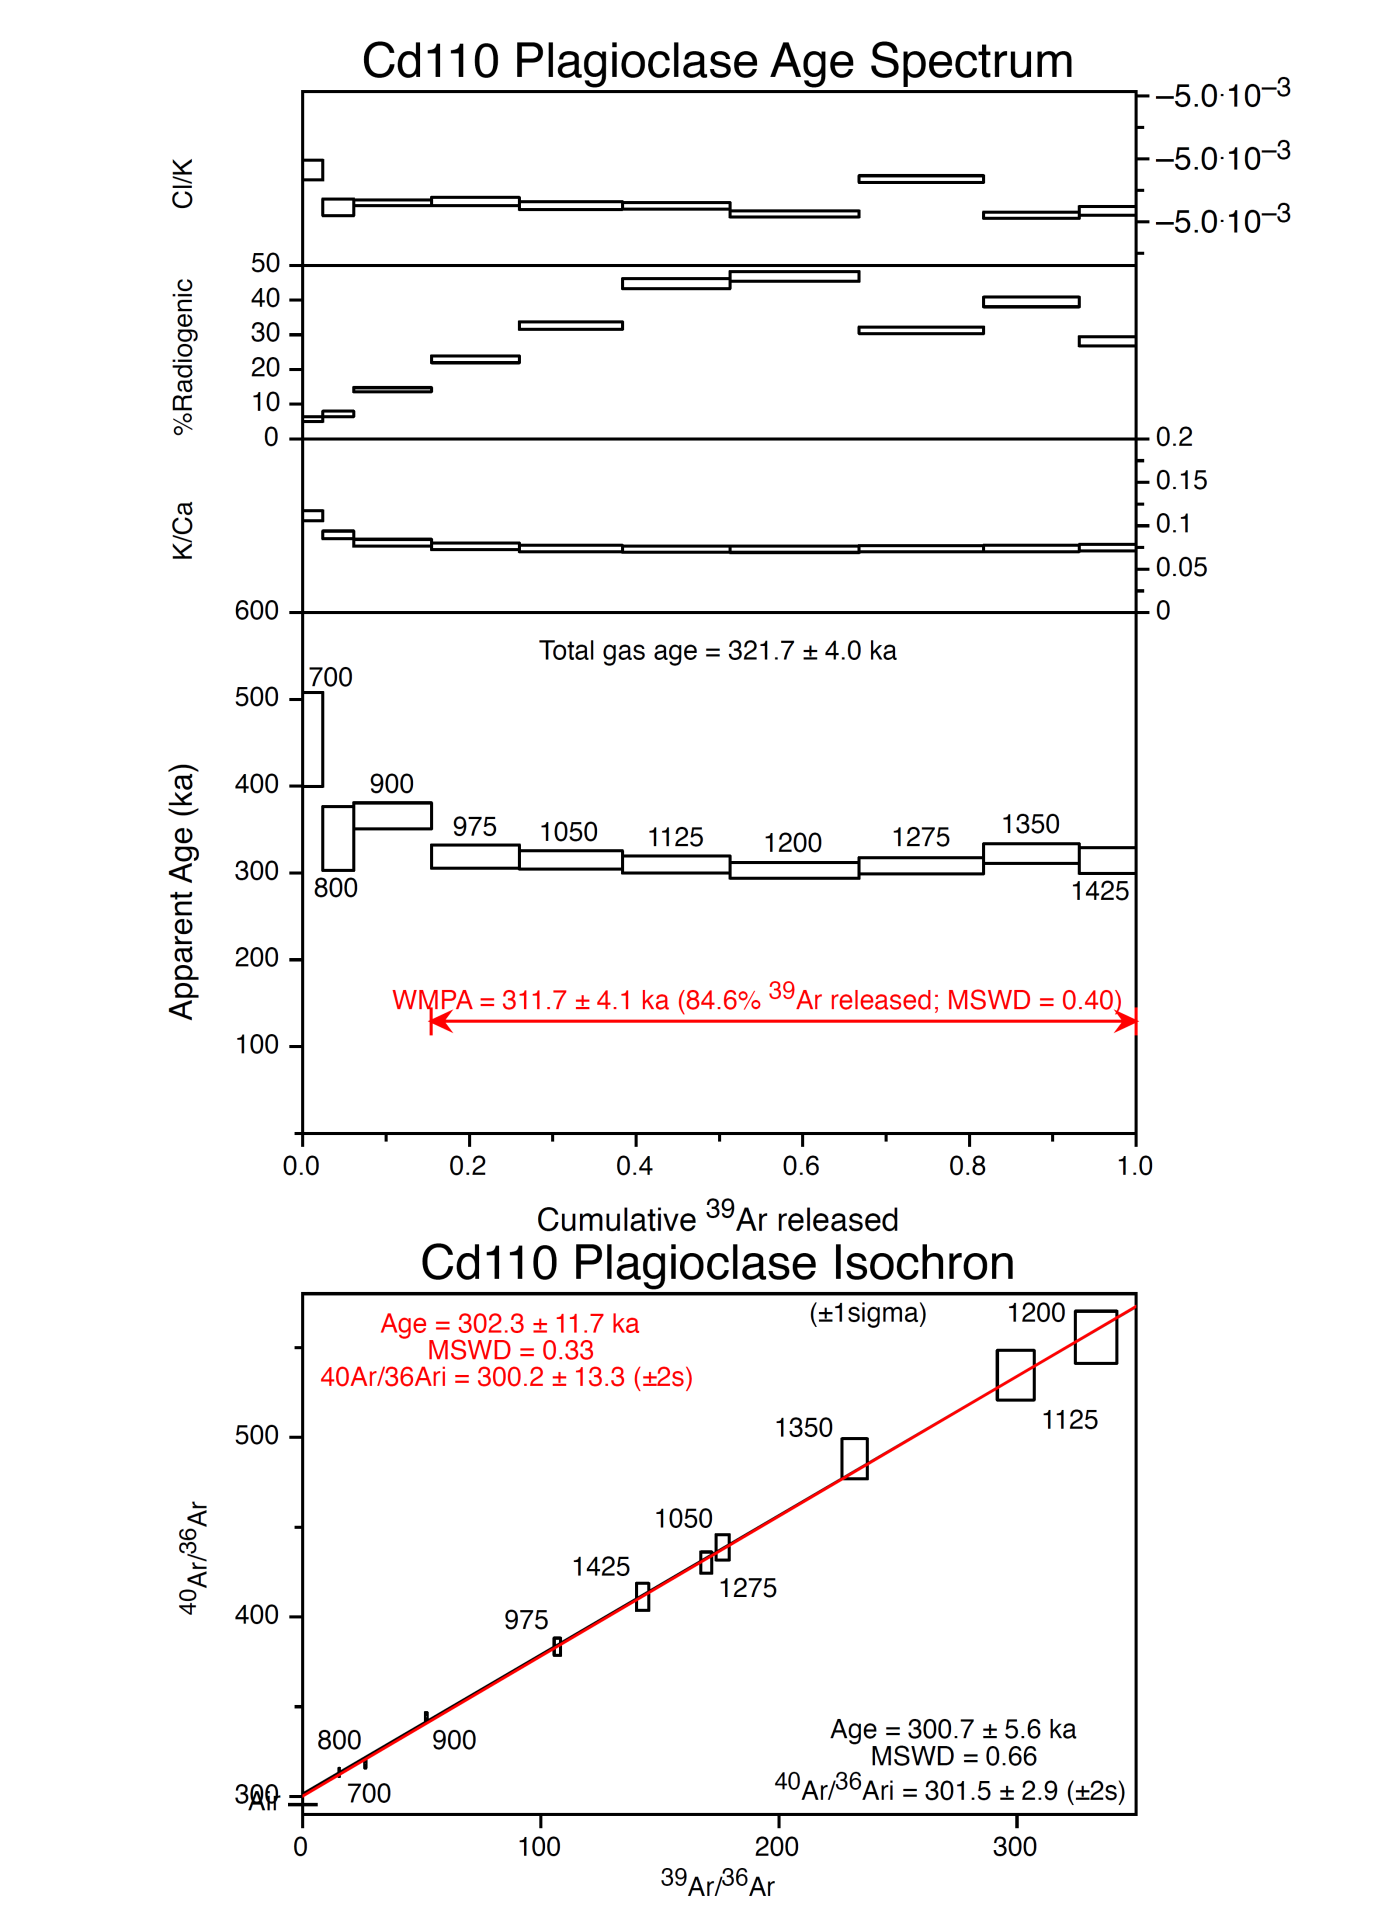 Cd110 Plagioclase Age Spectrum
–5.0·10⁻³
–5.0·10⁻³
–5.0·10⁻³
Cl/K
50
40
30
20
10
0
%Radiogenic
0.2
0.15
0.1
0.05
0
K/Ca
600
500
400
300
200
100
Apparent Age (ka)
Total gas age = 321.7 ± 4.0 ka
700
800
900
975
1050
1125
1200
1275
1350
1425
WMPA = 311.7 ± 4.1 ka (84.6% ³⁹Ar released; MSWD = 0.40)
0.0 0.2 0.4 0.6 0.8 1.0
Cumulative ³⁹Ar released
Cd110 Plagioclase Isochron
Age = 302.3 ± 11.7 ka
MSWD = 0.33
40Ar/36Ari = 300.2 ± 13.3 (±2s)
(±1sigma)
1200
1125
1350
1050
1275
1425
975
900
800
700
500
400
300
Air
⁴⁰Ar/³⁶Ar
Age = 300.7 ± 5.6 ka
MSWD = 0.66
⁴⁰Ar/³⁶Ari = 301.5 ± 2.9 (±2s)
0 100 200 300
³⁹Ar/³⁶Ar